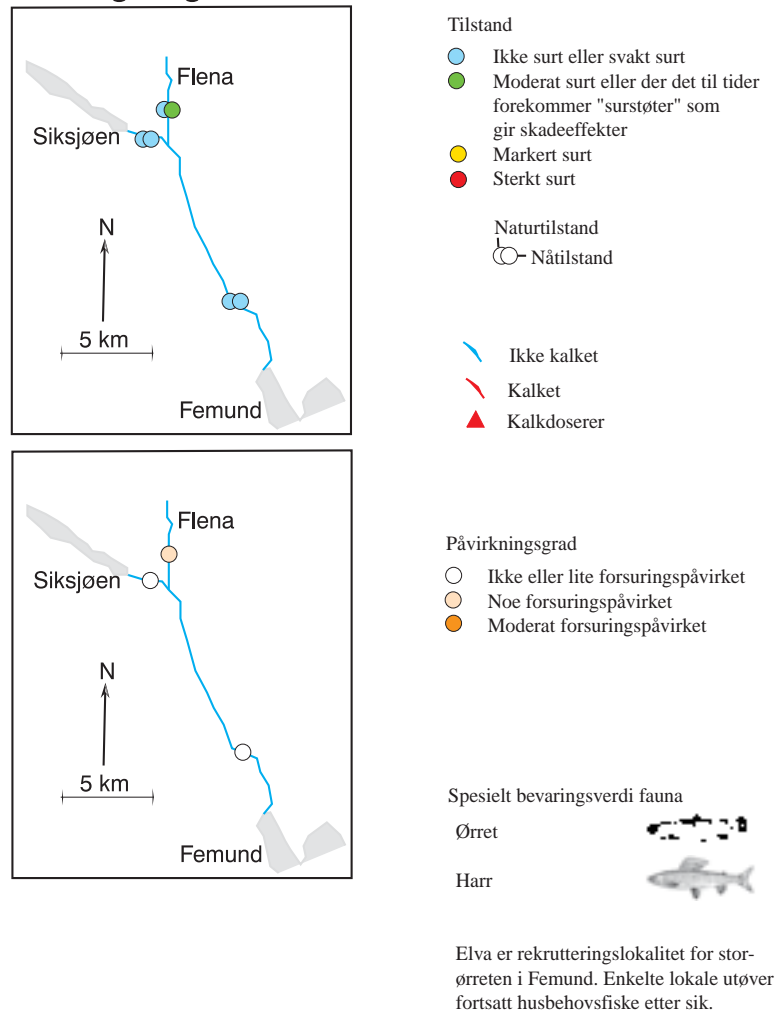 Flena
Siksjøen
N
5 km
Femund
Tilstand
Ikke surt eller svakt surt
Moderat surt eller der det til tider
forekommer "surstøter" som
gir skadeeffekter
Markert surt
Sterkt surt
Naturtilstand
Nåtilstand
Ikke kalket
Kalket
Kalkdoserer
Flena
Siksjøen
N
5 km
Femund
Påvirkningsgrad
Ikke eller lite forsuringspåvirket
Noe forsuringspåvirket
Moderat forsuringspåvirket
Spesielt bevaringsverdi fauna
Ørret
Harr
Elva er rekrutteringslokalitet for stor-
ørreten i Femund. Enkelte lokale utøver
fortsatt husbehovsfiske etter sik.